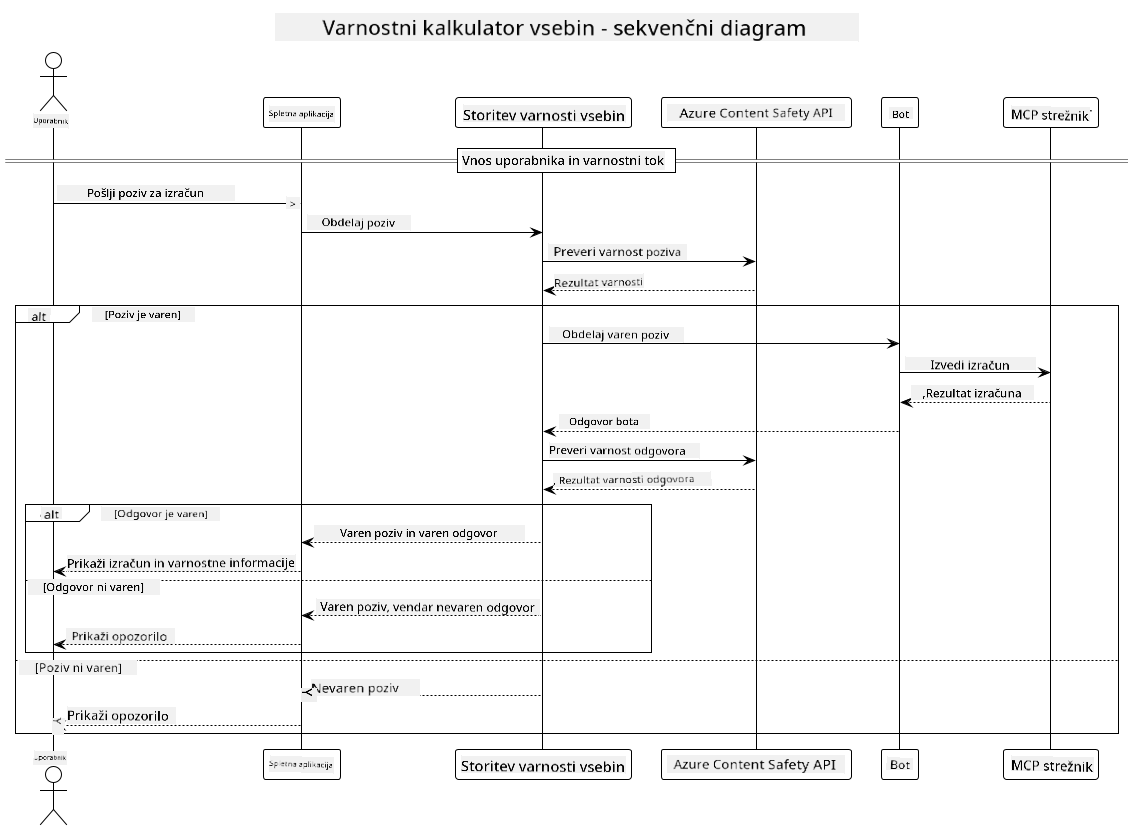 Varnostni kalkulator vsebin - sekvenčni diagram
Uporabnik
Spletna aplikacija
Storitev varnosti vsebin
Azure Content Safety API
Bot
MCP strežnik
Vnos uporabnika in varnostni tok
Pošlji poziv za izračun
Obdelaj poziv
Preveri varnost poziva
Rezultat varnosti
alt
[Poziv je varen]
Obdelaj varen poziv
Izvedi izračun
,Rezultat izračuna
Odgovor bota
Preveri varnost odgovora
Rezultat varnosti odgovora
alt
[Odgovor je varen]
Varen poziv in varen odgovor
Prikaži izračun in varnostne informacije
[Odgovor ni varen]
Varen poziv, vendar nevaren odgovor
Prikaži opozorilo
[Poziv ni varen]
Nevaren poziv
Prikaži opozorilo
Uporabnik
Spletna aplikacija
Storitev varnosti vsebin
Azure Content Safety API
Bot
MCP strežnik